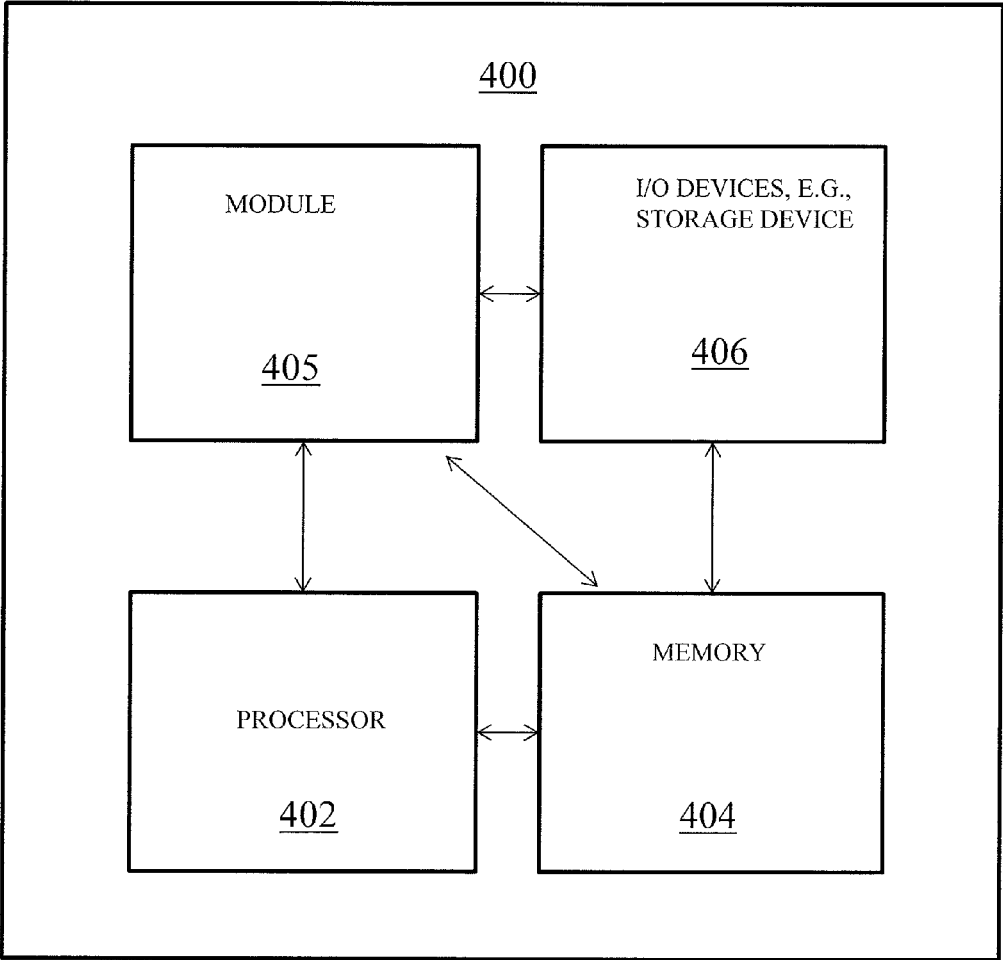 400
MODULE
405
I/O DEVICES, E.G.,
STORAGE DEVICE
406
PROCESSOR
402
MEMORY
404